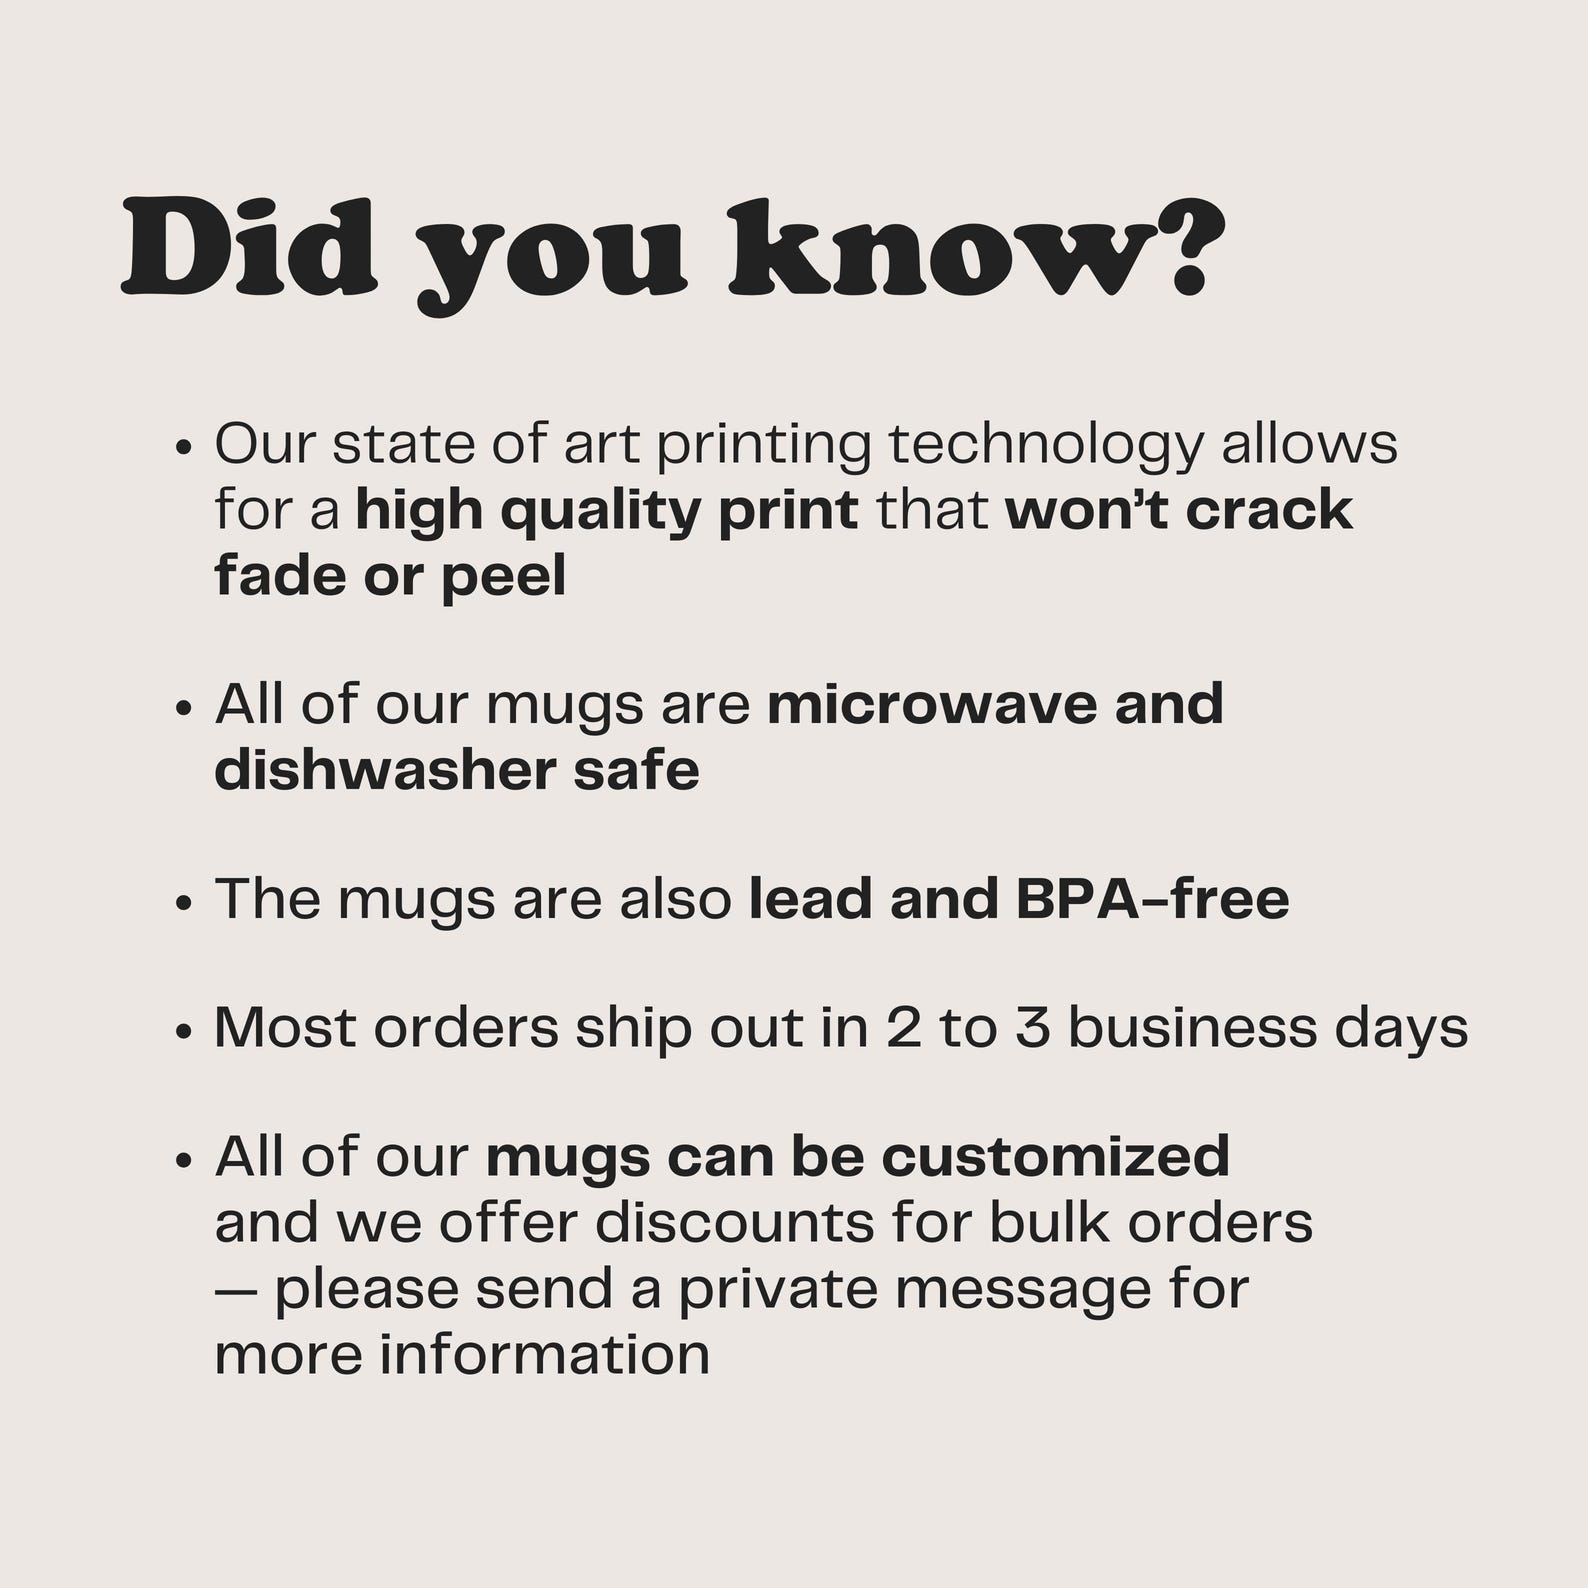 Did you know?
• Our state of art printing technology allows
for a high quality print that won’t crack
fade or peel
• All of our mugs are microwave and
dishwasher safe
• The mugs are also lead and BPA-free
• Most orders ship out in 2 to 3 business days
• All of our mugs can be customized
and we offer discounts for bulk orders
— please send a private message for
more information